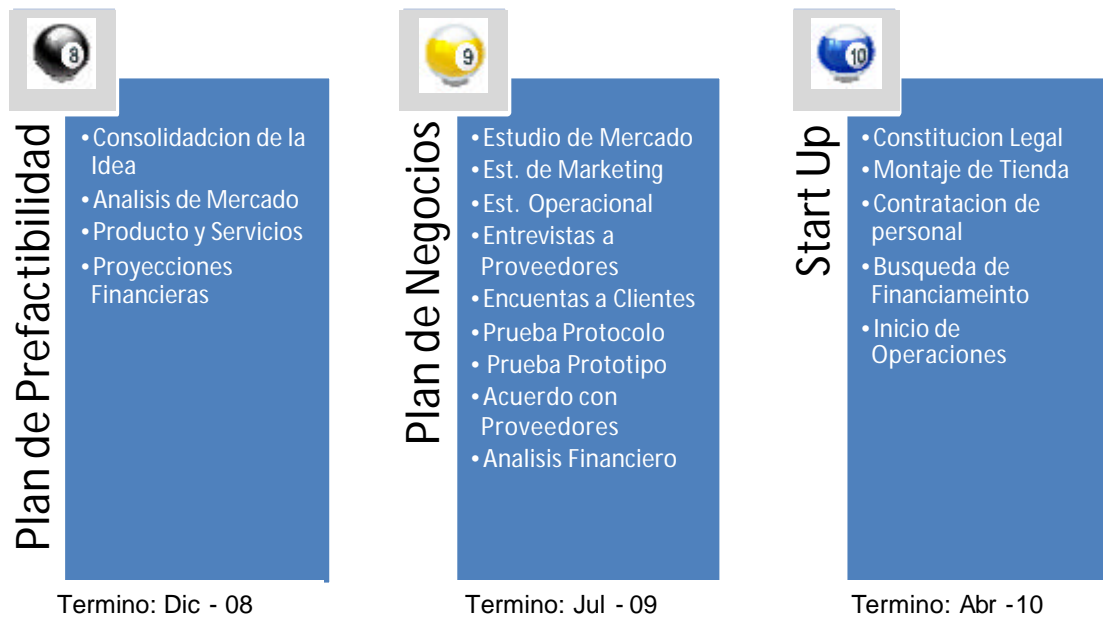 8
Plan de Prefactibilidad
•Consolidadcion de la
Idea
•Analisis de Mercado
•Producto y Servicios
•Proyecciones
Financieras
Termino: Dic - 08
9
Plan de Negocios
•Estudio de Mercado
•Est. de Marketing
•Est. Operacional
•Entrevistas a
Proveedores
•Encuentas a Clientes
•Prueba Protocolo
• Prueba Prototipo
•Acuerdo con
Proveedores
•Analisis Financiero
Termino: Jul - 09
10
Start Up
•Constitucion Legal
•Montaje de Tienda
•Contratacion de
personal
•Busqueda de
Financiameinto
•Inicio de
Operaciones
Termino: Abr -10